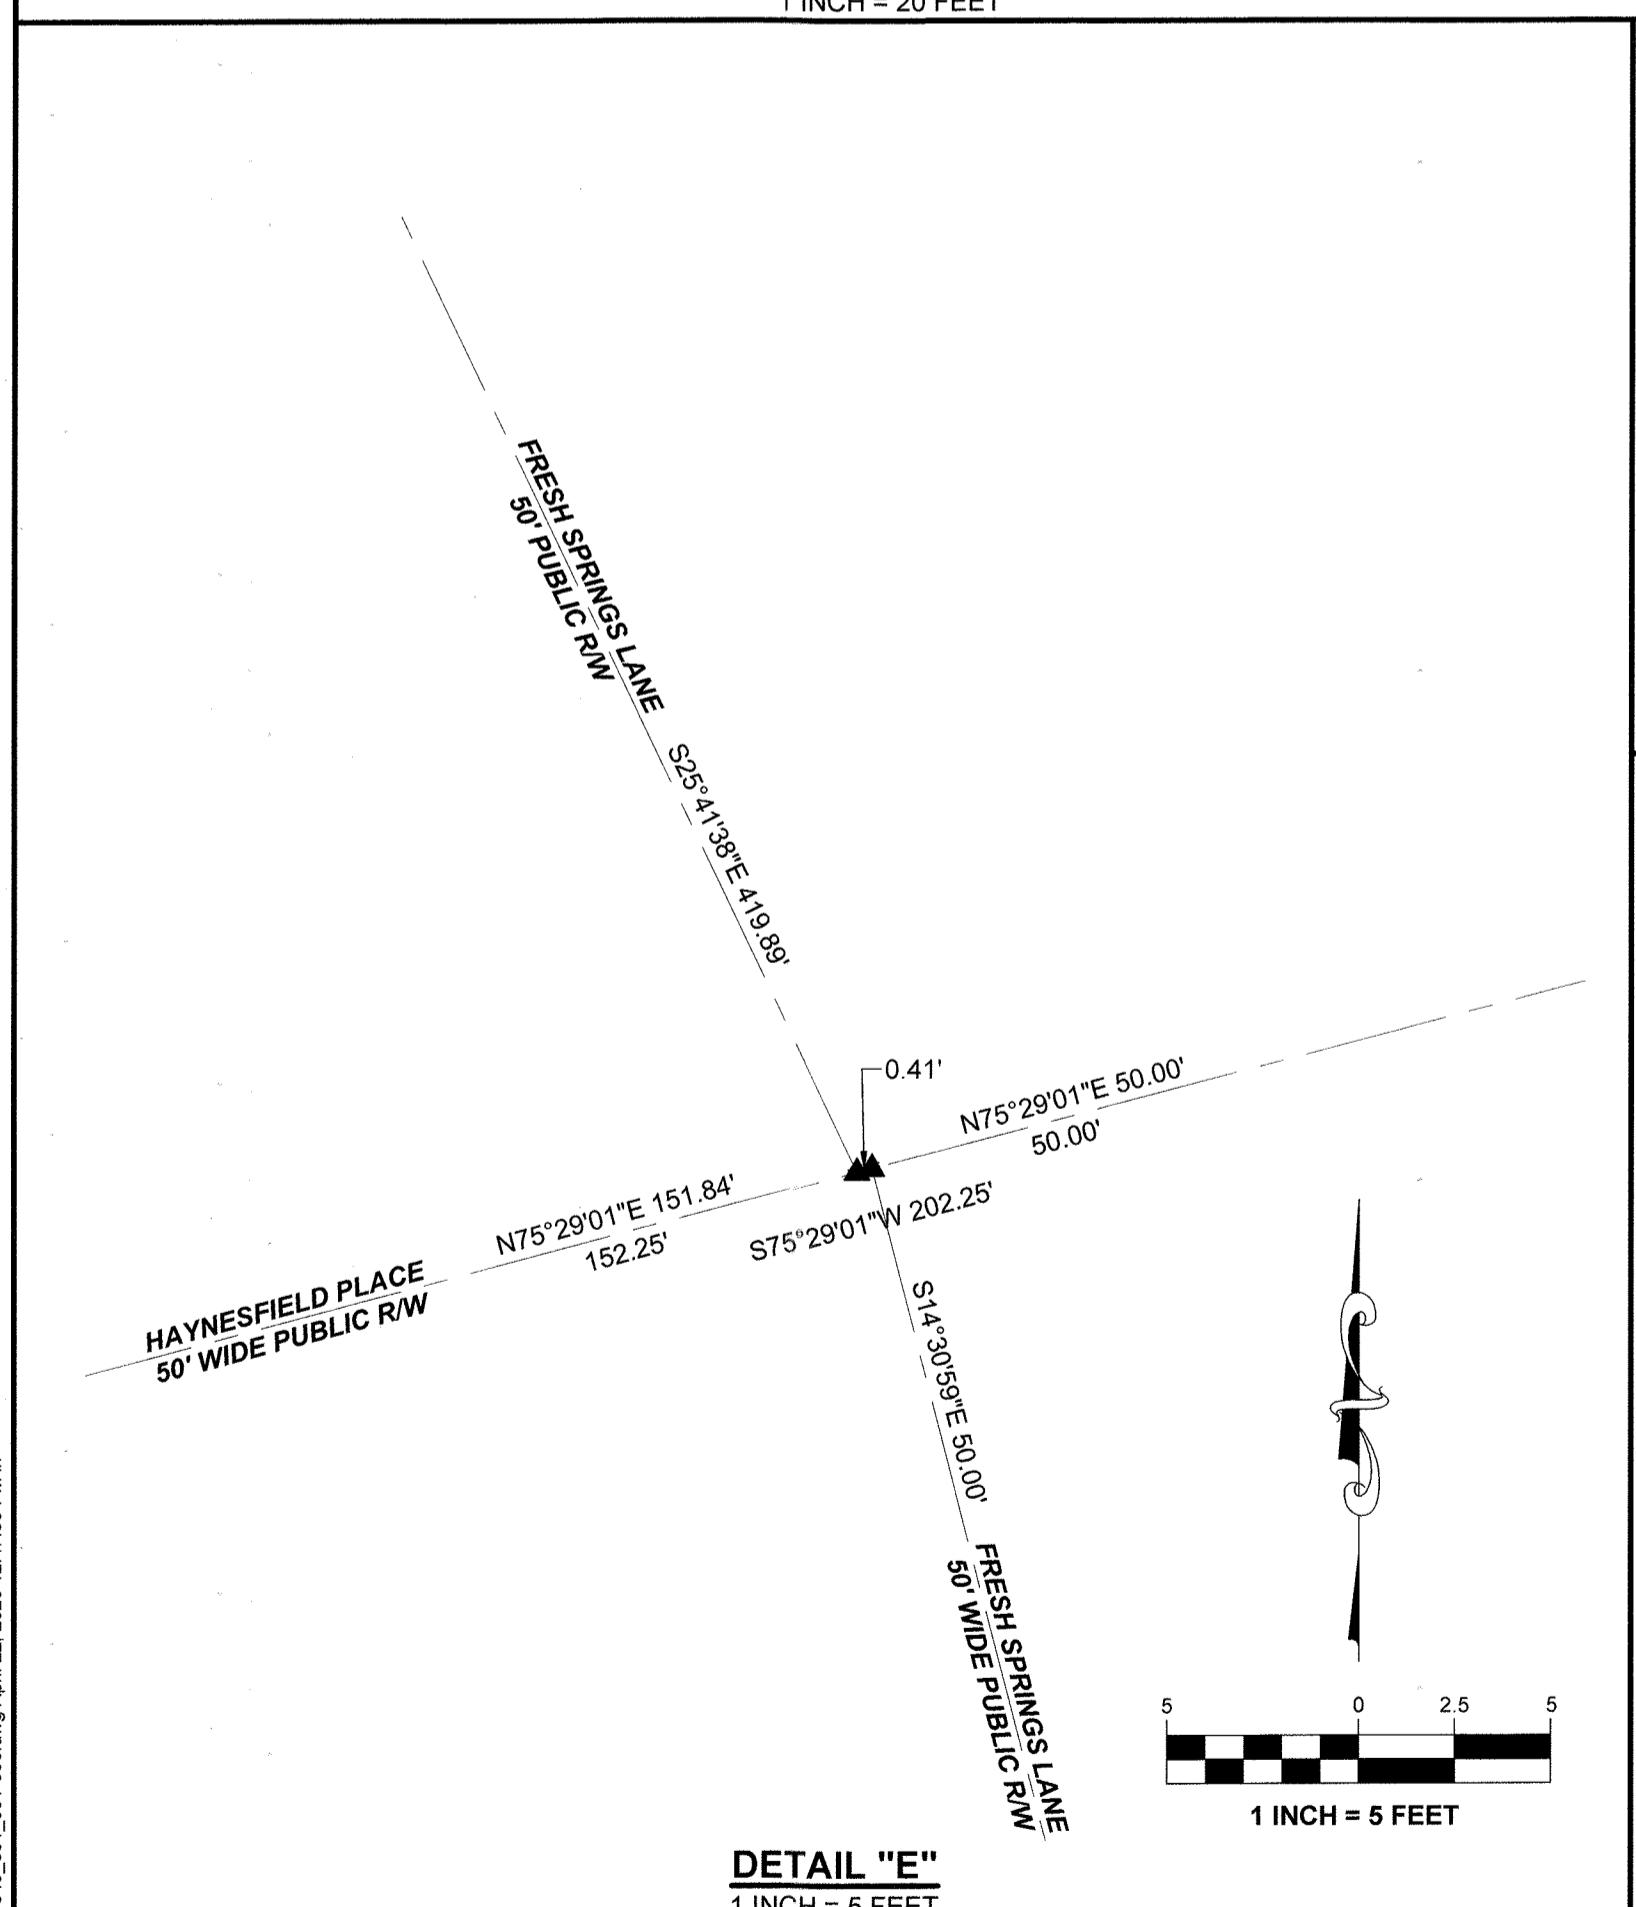 1 INCH = 20 FEET
FRESH SPRINGS LANE
50' PUBLIC R/W
S25°41'38"E 419.89'
0.41'
N75°29'01"E 50.00'
50.00'
N75°29'01"E 151.84'
152.25'
S75°29'01"W 202.25'
HAYNESFIELD PLACE
50' WIDE PUBLIC R/W
S14°30'59"E 50.00'
FRESH SPRINGS LANE
50' WIDE PUBLIC R/W
5 0 2.5 5
1 INCH = 5 FEET
DETAIL "E"
1 INCH = 5 FEET